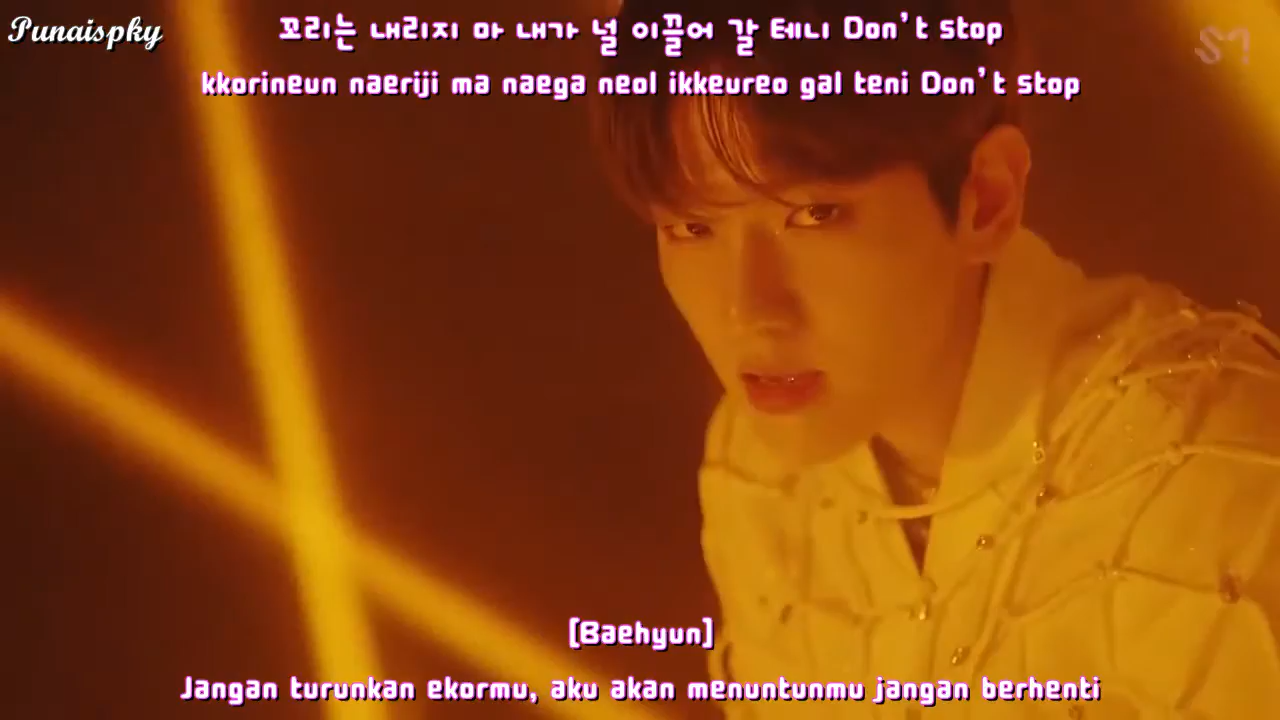 Punaispky
꼬리는 내리지 마 내가 널 이끌어 갈 테니 Don't stop
kkorineun naeriji ma naega neol ikkeureo gal teni Don't stop
[Baehyun]
Jangan turunkan ekormu, aku akan menuntunmu jangan berhenti